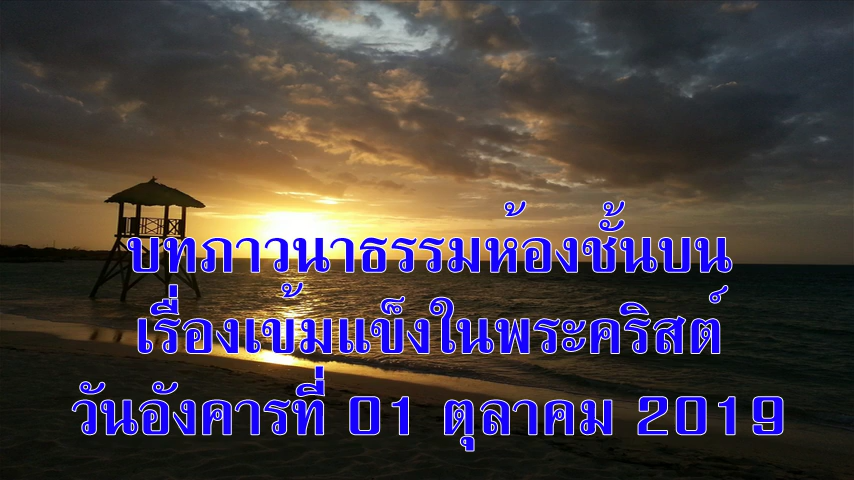 บทภาวนาธรรมห้องชั้นบน
เรื่องเข้มแข็งในพระคริสต์
วันอังคารที่ 01 ตุลาคม 2019